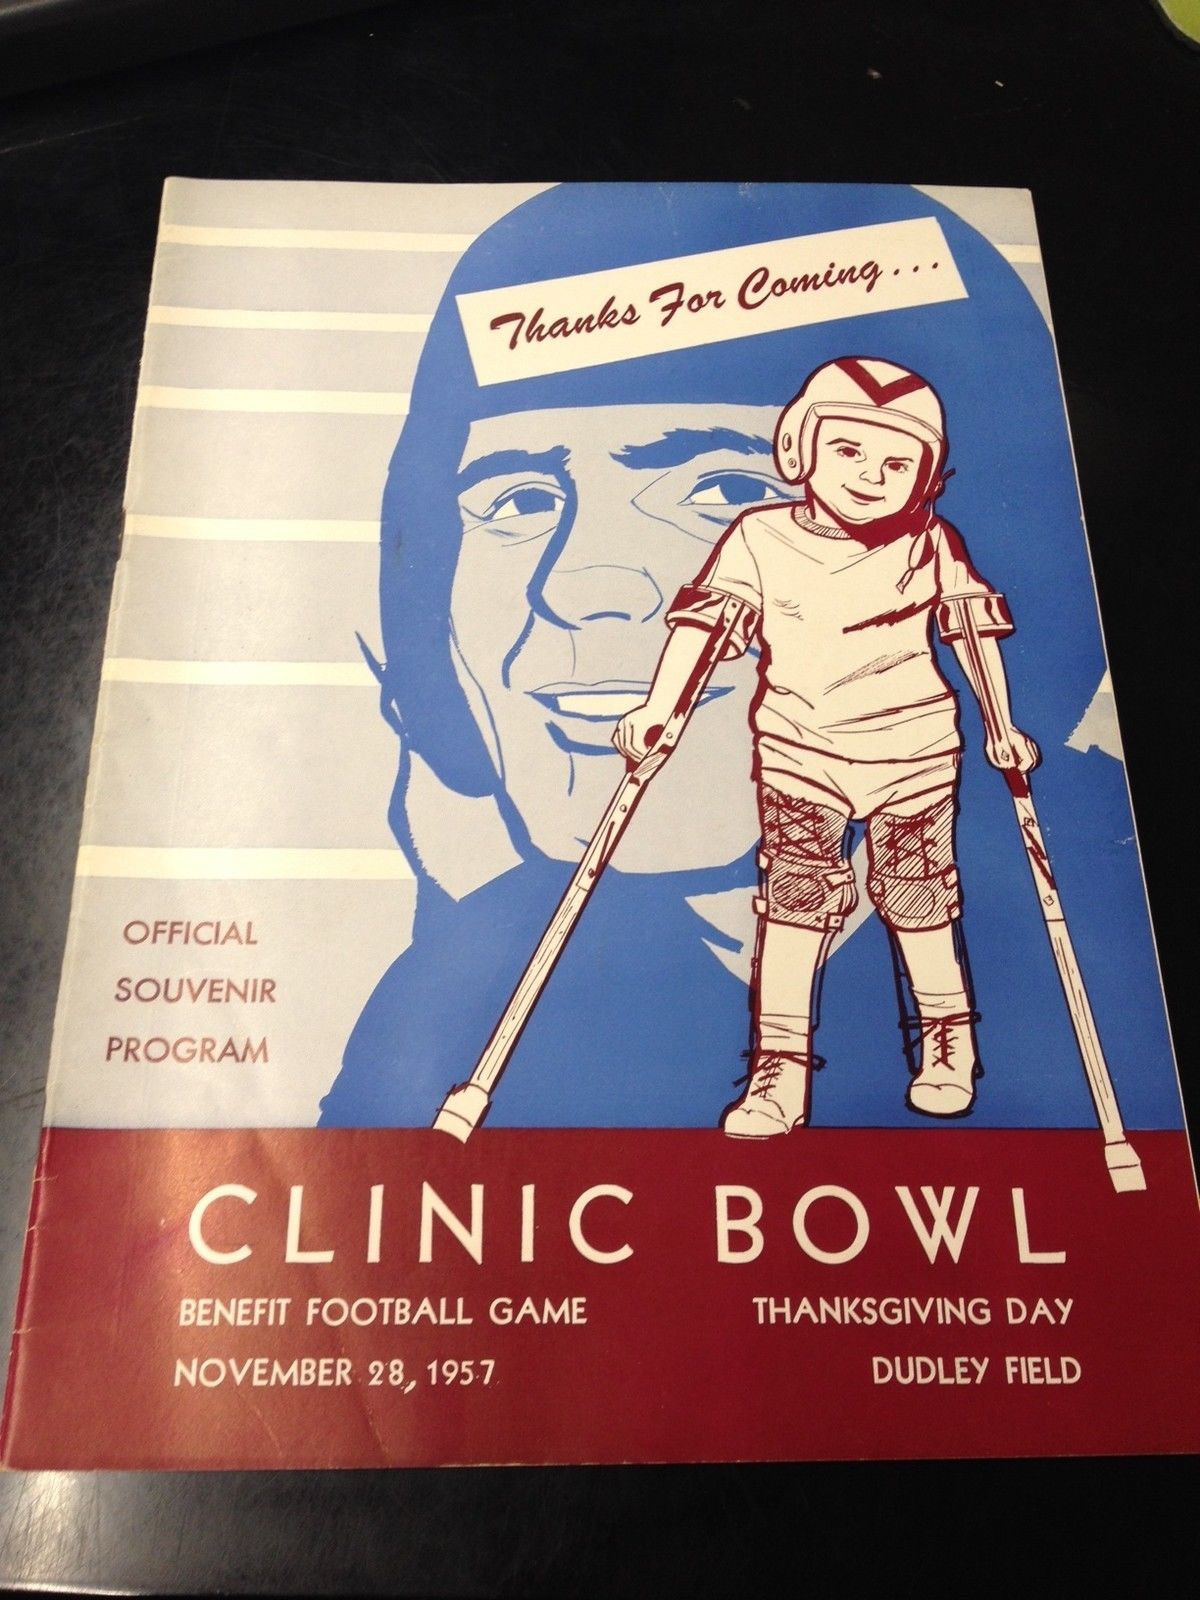 Thanks For Coming...
OFFICIAL
SOUVENIR
PROGRAM
CLINIC BOWL
BENEFIT FOOTBALL GAME
THANKSGIVING DAY
NOVEMBER 28, 1957
DUDLEY FIELD